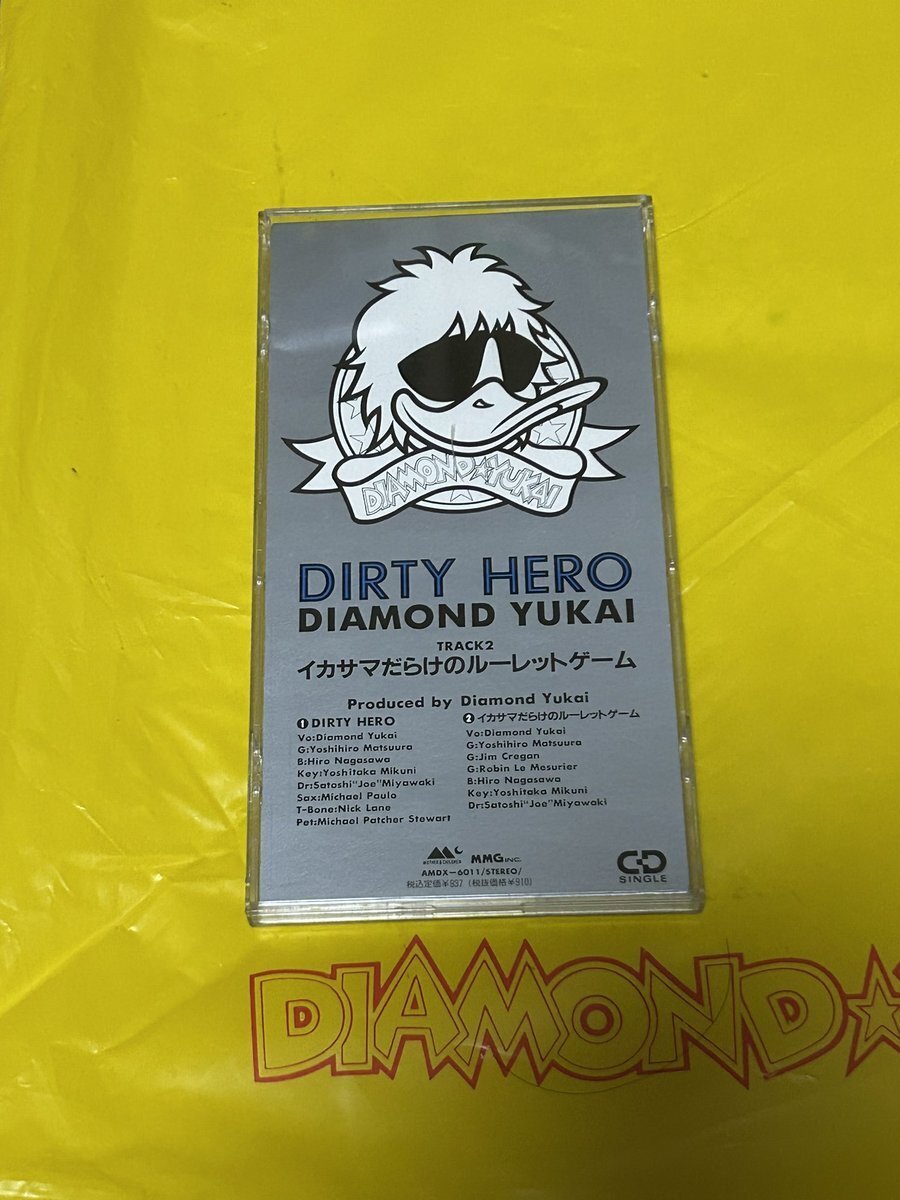 DIAMOND☆YUKAI
DIRTY HERO
DIAMOND YUKAI
TRACK2
イカサマだらけのルーレットゲーム
Produced by Diamond Yukai
❶DIRTY HERO
Vo:Diamond Yukai
G:Yoshihiro Matsuura
B:Hiro Nagasawa
Key:Yoshitaka Mikuni
Dr:Satoshi"Joe"Miyawaki
Sax:Michael Paulo
T-Bone:Nick Lane
Pet:Michael Patcher Stewart
❷イカサマだらけのルーレットゲーム
Vo:Diamond Yukai
G:Yoshihiro Matsuura
G:Jim Cregan
G:Robin Le Mesurier
B:Hiro Nagasawa
Key:Yoshitaka Mikuni
Dr:Satoshi"Joe"Miyawaki
MOTHER & CHILDREN
MMG INC.
AMDX-6011/STEREO/
税込定価¥937(税抜価格¥910)
CD
SINGLE
DIAMOND☆